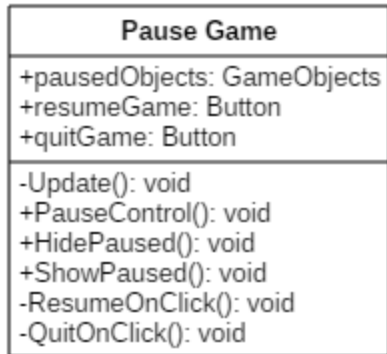 Pause Game
+pausedObjects: GameObjects
+resumeGame: Button
+quitGame: Button
-Update(): void
+PauseControl(): void
+HidePaused(): void
+ShowPaused(): void
-ResumeOnClick(): void
-QuitOnClick(): void